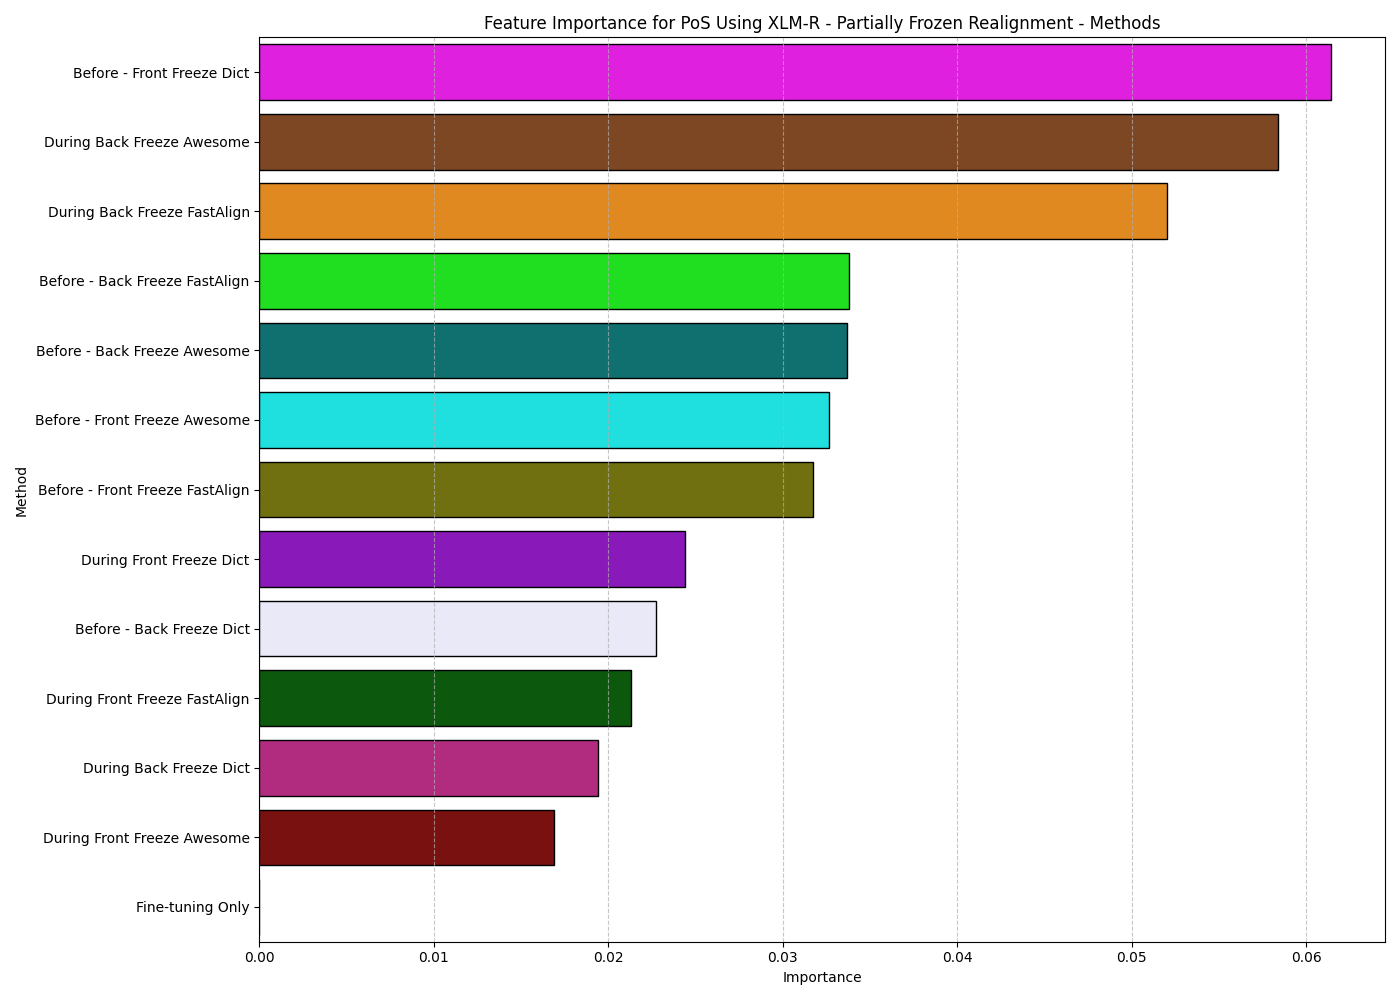 Feature Importance for PoS Using XLM-R - Partially Frozen Realignment - Methods
Method
Before - Front Freeze Dict
During Back Freeze Awesome
During Back Freeze FastAlign
Before - Back Freeze FastAlign
Before - Back Freeze Awesome
Before - Front Freeze Awesome
Before - Front Freeze FastAlign
During Front Freeze Dict
Before - Back Freeze Dict
During Front Freeze FastAlign
During Back Freeze Dict
During Front Freeze Awesome
Fine-tuning Only
0.00 0.01 0.02 0.03 0.04 0.05 0.06
Importance